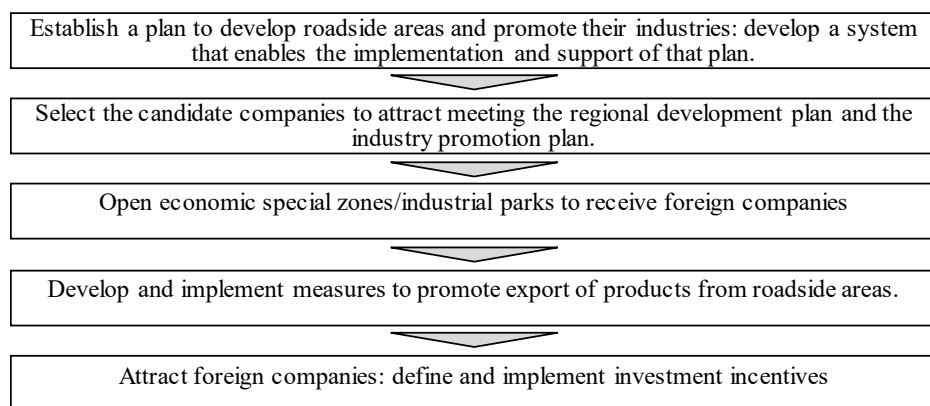 Establish a plan to develop roadside areas and promote their industries: develop a system
that enables the implementation and support of that plan.
Select the candidate companies to attract meeting the regional development plan and the
industry promotion plan.
Open economic special zones/industrial parks to receive foreign companies
Develop and implement measures to promote export of products from roadside areas.
Attract foreign companies: define and implement investment incentives